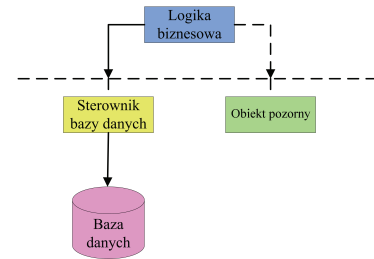 Logika
biznesowa
Sterownik
bazy danych
Obiekt pozorny
Baza
danych